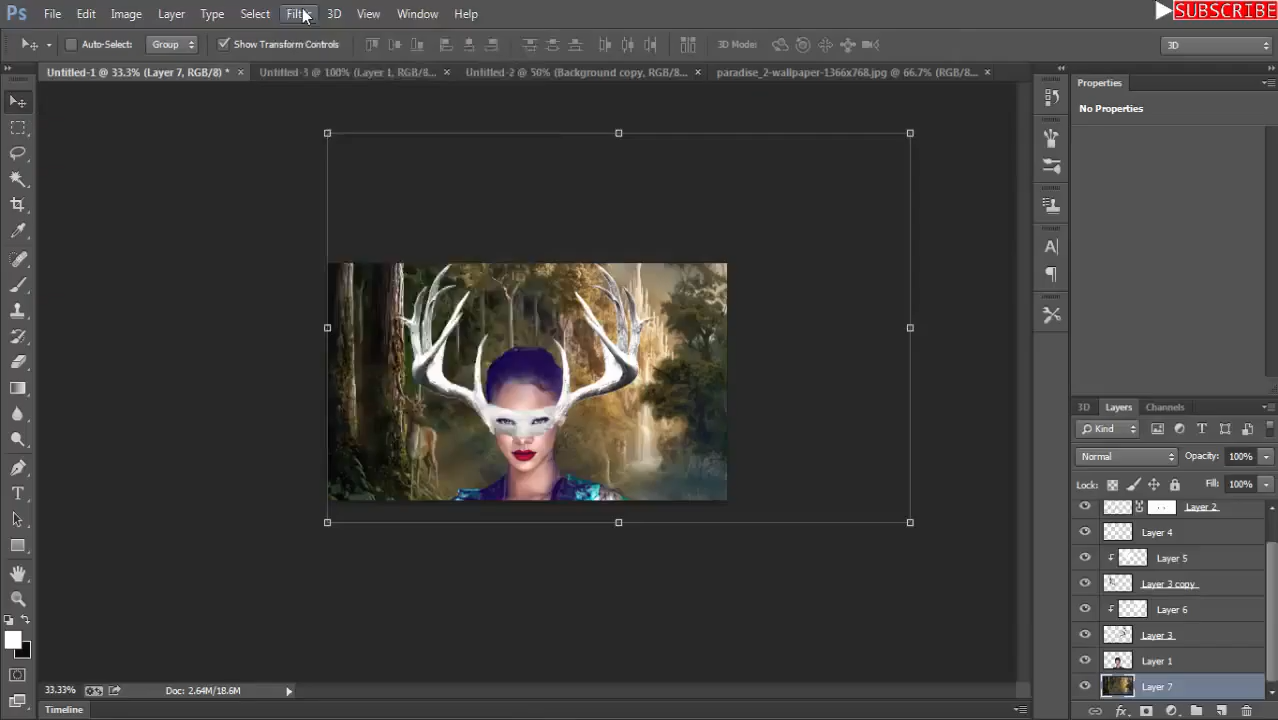 Ps File Edit Image Layer Type Select Filter 3D View Window Help
SUBSCRIBE
Auto-Select: Group Show Transform Controls 3D Mode: 3D
Untitled-1 @ 33.3% (Layer 7, RGB/8) * × Untitled-3 @ 100% (Layer 1, RGB/8... × Untitled-2 @ 50% (Background copy, RGB/8... × paradise_2-wallpaper-1366x768.jpg @ 66.7% (RGB/8... ×
Properties
No Properties
3D Layers Channels
Kind
Normal Opacity: 100%
Lock: Fill: 100%
Layer 2
Layer 4
Layer 5
Layer 3 copy
Layer 6
Layer 3
Layer 1
Layer 7
33.33% Doc: 2.64M/18.6M
Timeline